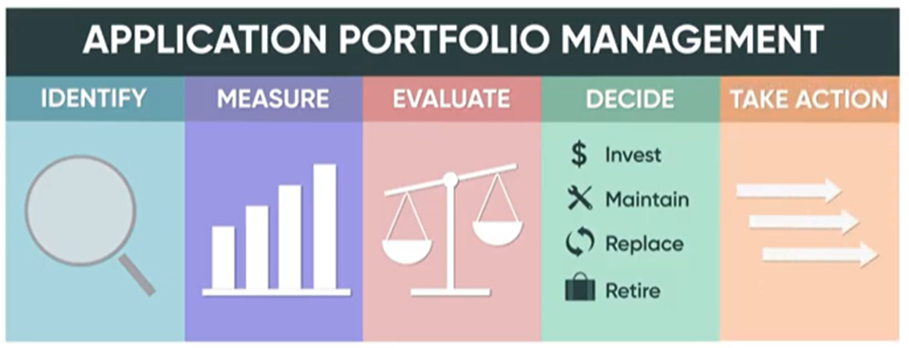 APPLICATION PORTFOLIO MANAGEMENT
IDENTIFY
MEASURE
EVALUATE
DECIDE
$ Invest
Maintain
Replace
Retire
TAKE ACTION